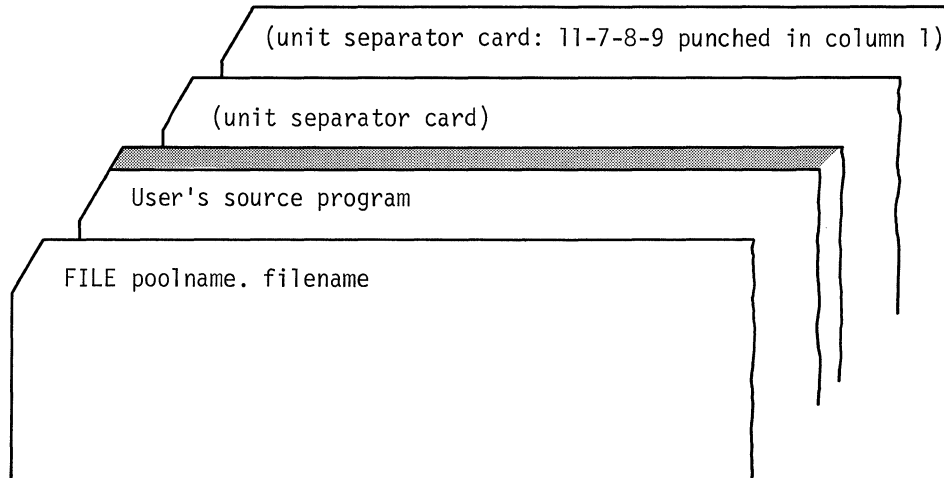 (unit separator card: 11-7-8-9 punched in column 1)
(unit separator card)
User's source program
FILE poolname. filename